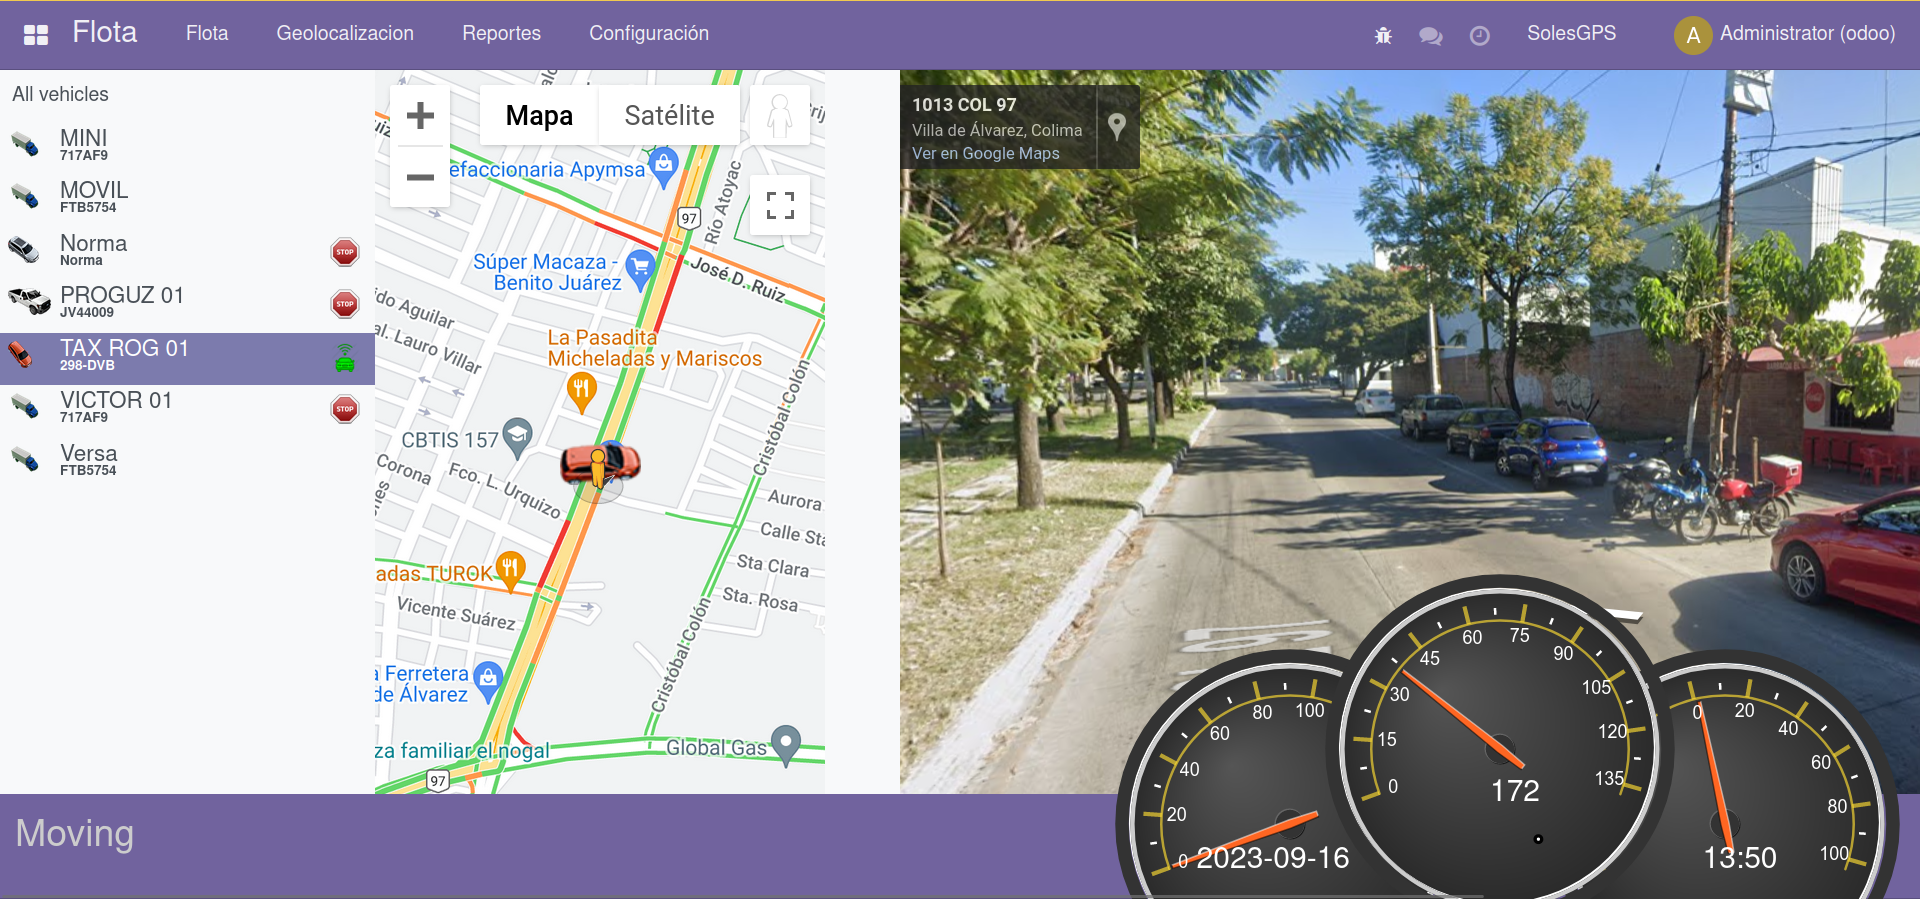 Flota
Flota
Geolocalizacion
Reportes
Configuración
SolesGPS
A
Administrator (odoo)
All vehicles
MINI
717AF9
MOVIL
FTB5754
Norma
Norma
STOP
PROGUZ 01
JV44009
STOP
TAX ROG 01
298-DVB
VICTOR 01
717AF9
STOP
Versa
FTB5754
Mapa
Satélite
uiz
efaccionaria Apymsa
97
Río Atoyac
Súper Macaza -
Benito Juárez
José D. Ruiz
do Aguilar
al. Lauro Villar
La Pasadita
Micheladas y Mariscos
CBTIS 157
Corona
Fco. L. Urquizo
Cristóbal Colón
Aurora
Calle Sta
Sta Clara
Sta. Rosa
adas TUROK
Vicente Suárez
Cristóbal Colón
a Ferretera
de Álvarez
za familiar el nogal
Global Gas
97
1013 COL 97
Villa de Álvarez, Colima
Ver en Google Maps
0
20
40
60
80
100
2023-09-16
0
15
30
45
60
75
90
105
120
135
172
0
20
40
60
80
100
13:50
Moving